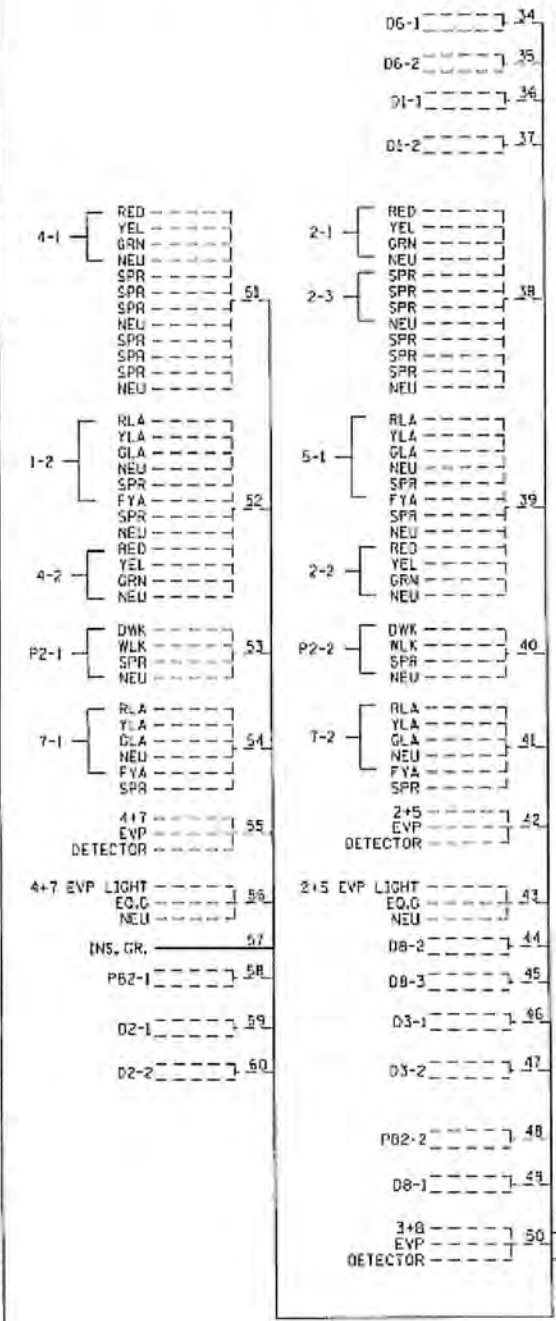 D6-1 34
D6-2 35
D1-1 36
D1-2 37
4-1
RED
YEL
GRN
NEU
SPR
SPR
SPR
NEU
SPR
SPR
SPR
NEU
51
1-2
RLA
YLA
GLA
NEU
SPR
FYA
SPR
NEU
52
4-2
RED
YEL
GRN
NEU
P2-1
DWK
WLK
SPR
NEU
53
7-1
RLA
YLA
GLA
NEU
FYA
SPR
54
4+7
EVP 55
DETECTOR
4+7 EVP LIGHT
EQ.G 56
NEU
INS. GR. 57
PB2-1 58
D2-1 59
D2-2 60
2-1
RED
YEL
GRN
NEU
2-3
SPR
SPR
SPR
NEU
SPR
SPR
SPR
NEU
38
5-1
RLA
YLA
GLA
NEU
SPR
FYA
SPR
NEU
39
2-2
RED
YEL
GRN
NEU
P2-2
DWK
WLK
SPR
NEU
40
7-2
RLA
YLA
GLA
NEU
FYA
SPR
41
2+5
EVP 42
DETECTOR
2+5 EVP LIGHT
EQ.G 43
NEU
D8-2 44
D8-3 45
D3-1 46
D3-2 47
PB2-2 48
D8-1 49
3+8
EVP 50
DETECTOR